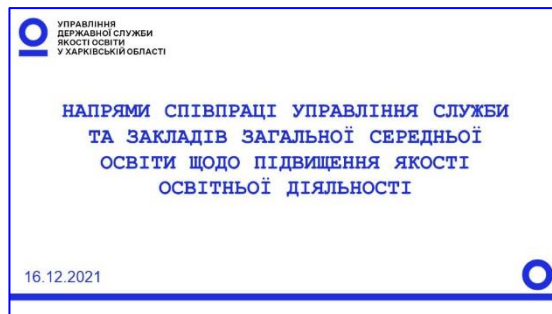 УПРАВЛІННЯ
ДЕРЖАВНОЇ СЛУЖБИ
ЯКОСТІ ОСВІТИ
У ХАРКІВСЬКІЙ ОБЛАСТІ
НАПРЯМИ СПІВПРАЦІ УПРАВЛІННЯ СЛУЖБИ
ТА ЗАКЛАДІВ ЗАГАЛЬНОЇ СЕРЕДНЬОЇ
ОСВІТИ ЩОДО ПІДВИЩЕННЯ ЯКОСТІ
ОСВІТНЬОЇ ДІЯЛЬНОСТІ
16.12.2021